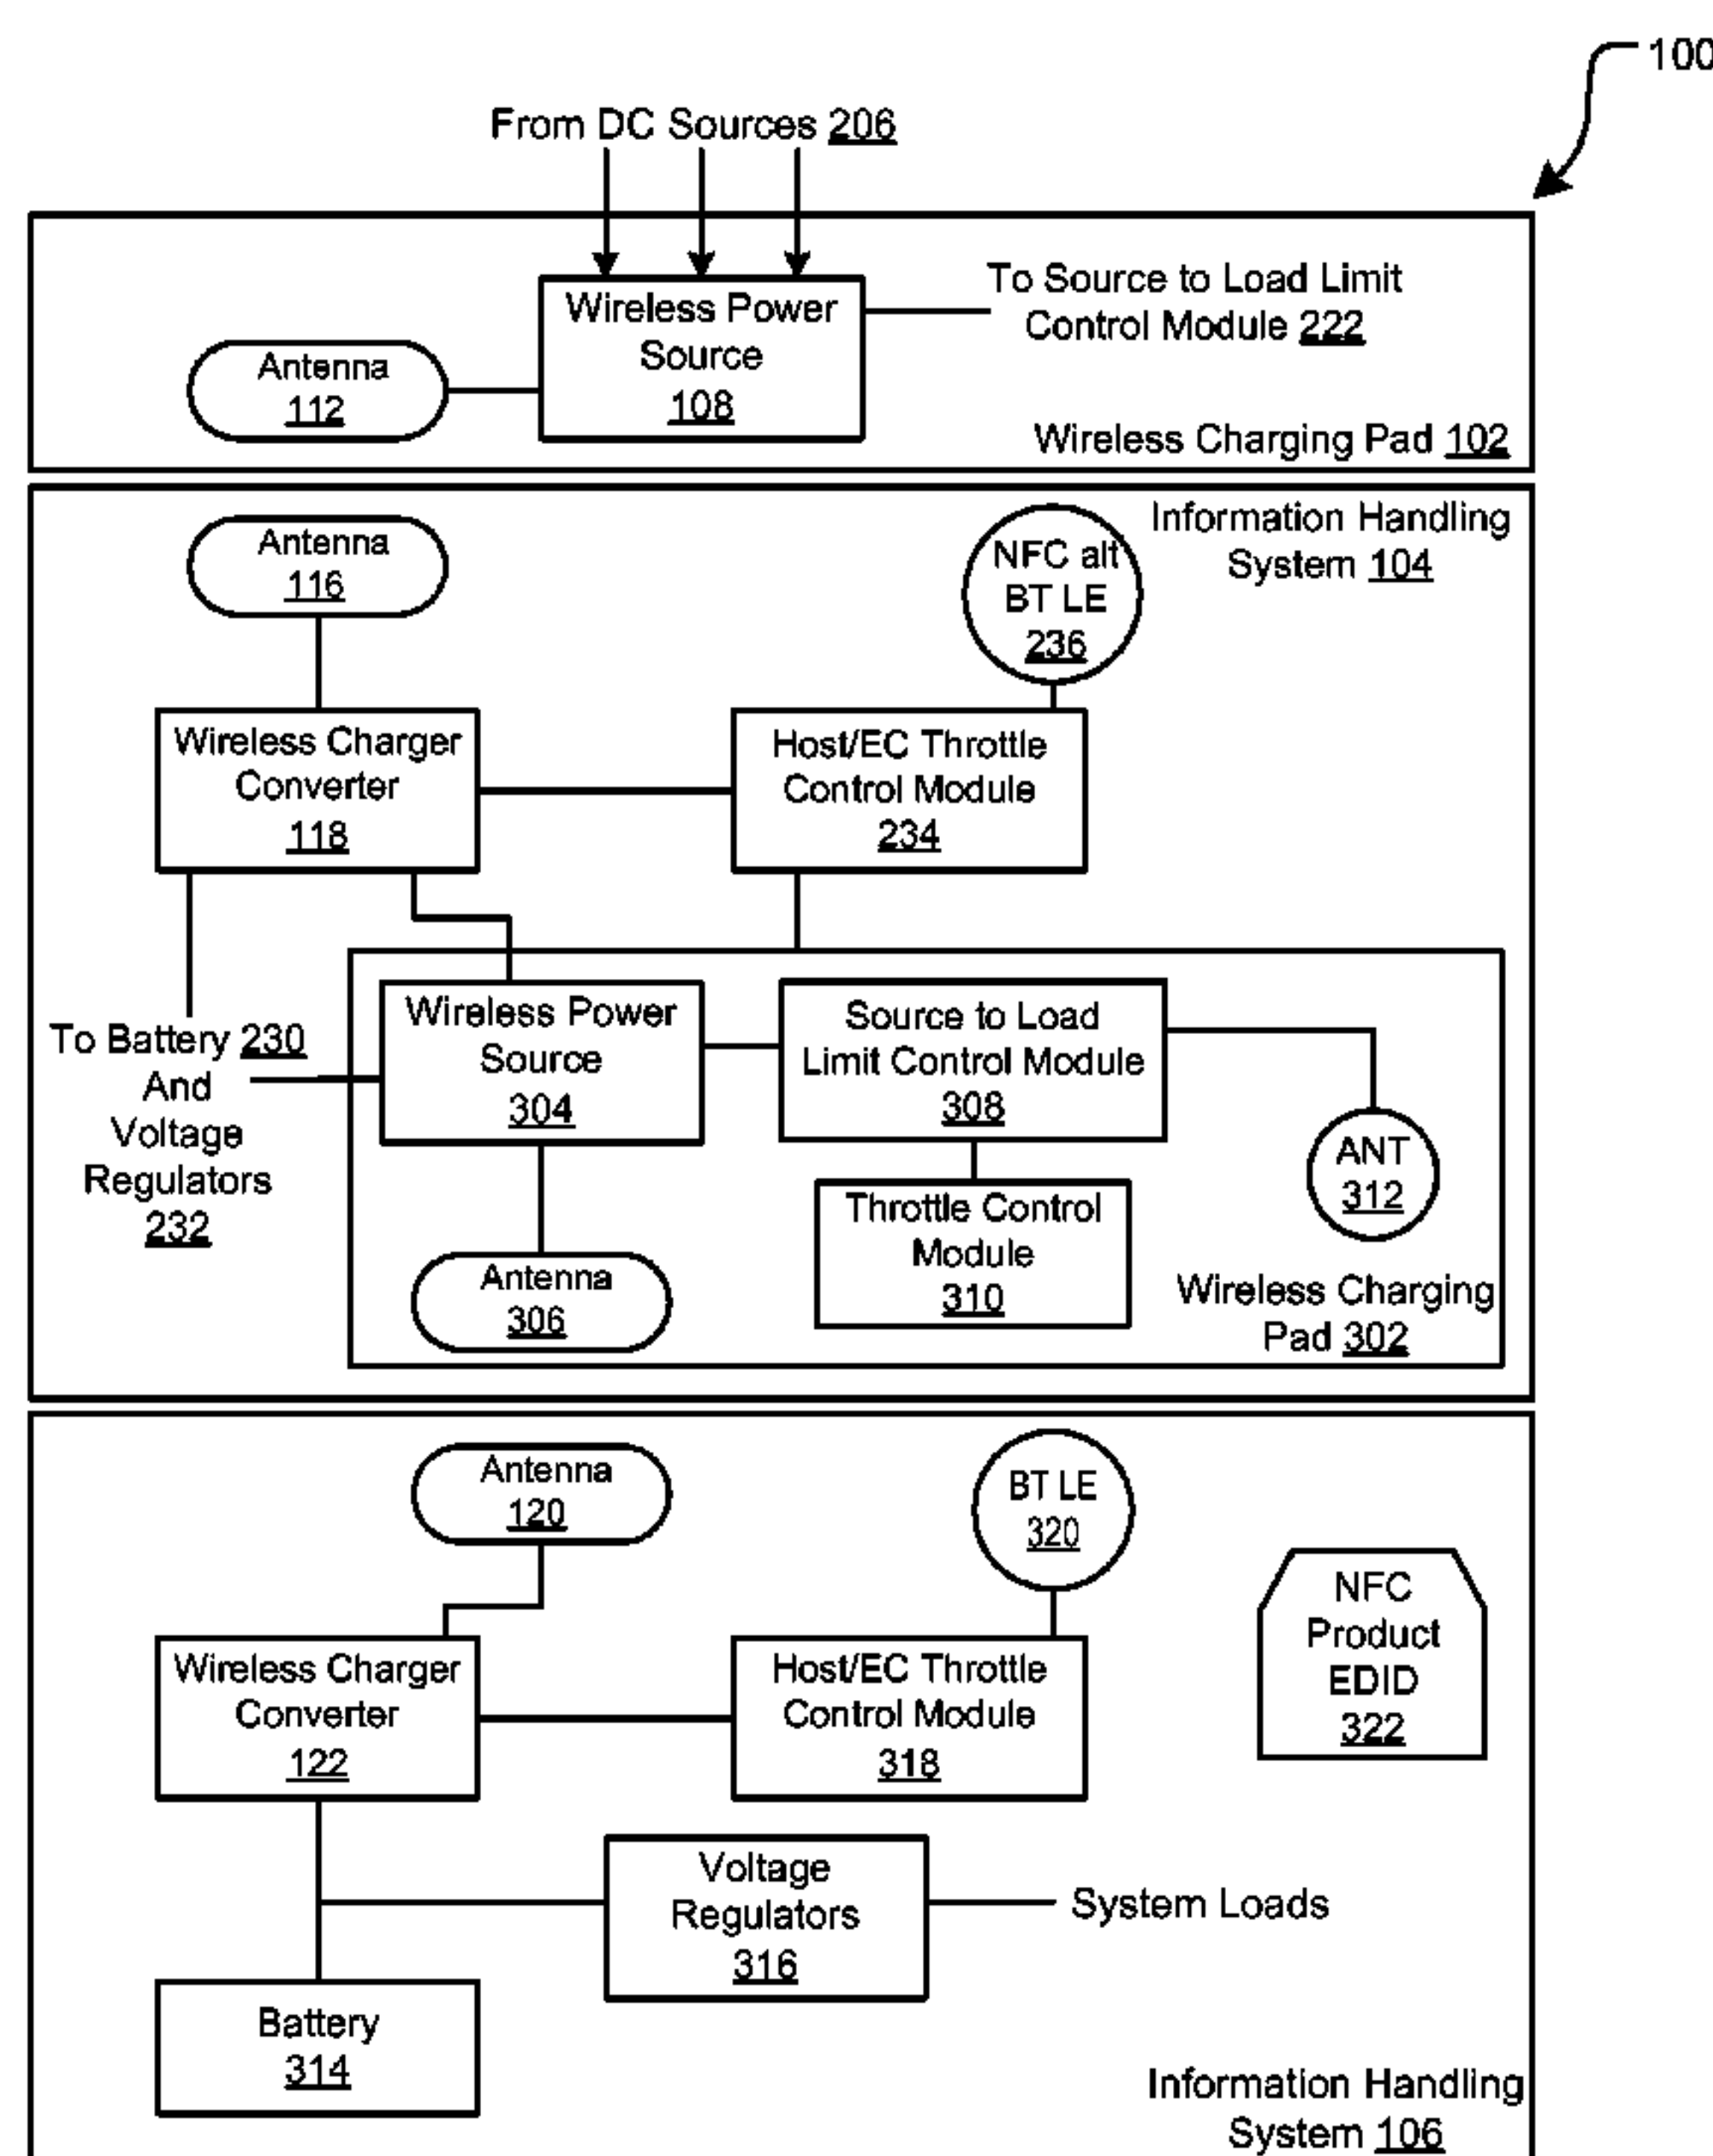 100
From DC Sources 206
Wireless Power
Source
108
To Source to Load Limit
Control Module 222
Antenna
112
Wireless Charging Pad 102
Antenna
116
NFC alt
BT LE
236
Information Handling
System 104
Wireless Charger
Converter
118
Host/EC Throttle
Control Module
234
To Battery 230
And
Voltage
Regulators
232
Wireless Power
Source
304
Source to Load
Limit Control Module
308
ANT
312
Throttle Control
Module
310
Antenna
306
Wireless Charging
Pad 302
Antenna
120
BT LE
320
NFC
Product
EDID
322
Wireless Charger
Converter
122
Host/EC Throttle
Control Module
318
Voltage
Regulators
316
System Loads
Battery
314
Information Handling
System 106